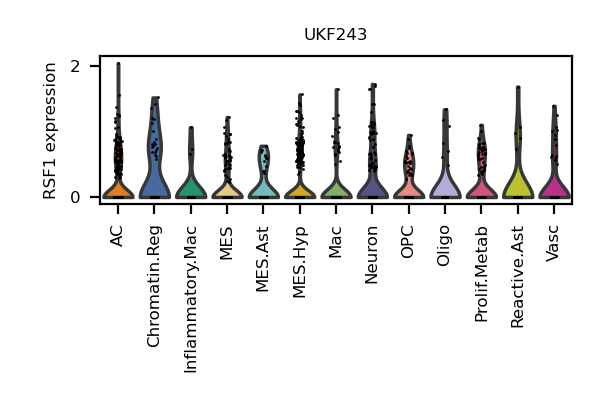 UKF243
RSF1 expression
2
0
AC
Chromatin.Reg
Inflammatory.Mac
MES
MES.Ast
MES.Hyp
Mac
Neuron
OPC
Oligo
Prolif.Metab
Reactive.Ast
Vasc